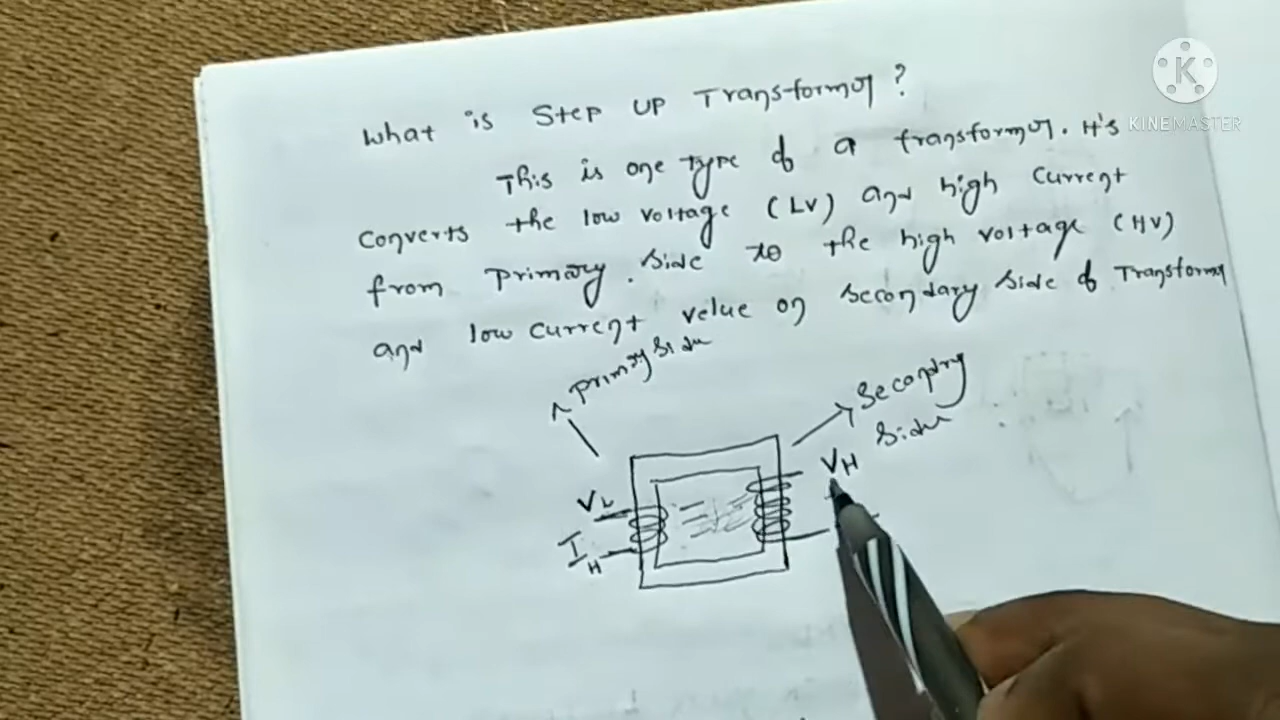 What is Step up Transformer?
This is one type of a transformer. It's
converts the low voltage (LV) and high current
from primary side to the high voltage (HV)
and low current value on secondary side of Transformer
Primary side
Secondry
side
VL
IH
VH
K
KINEMASTER